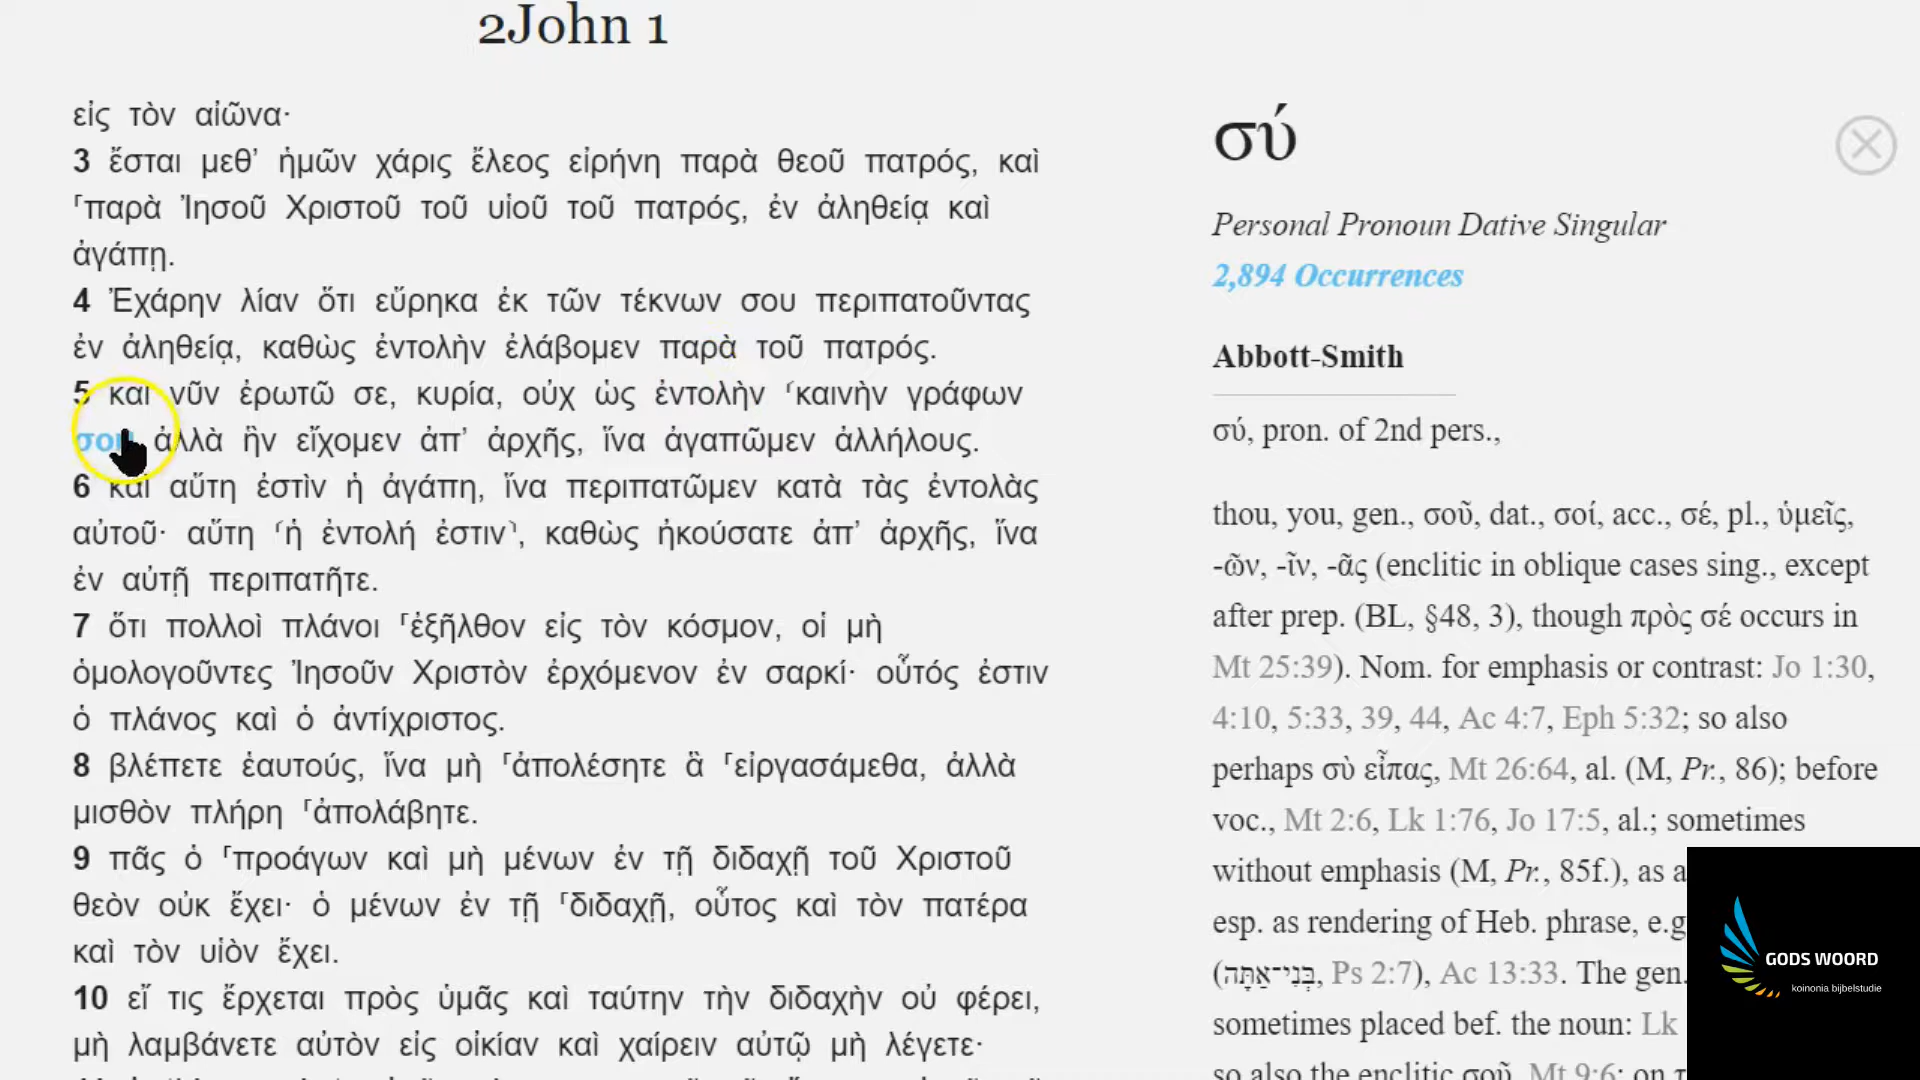 2John 1
εἰς τὸν αἰῶνα·
3 ἔσται μεθ’ ἡμῶν χάρις ἔλεος εἰρήνη παρὰ θεοῦ πατρός, καὶ
⸀παρὰ Ἰησοῦ Χριστοῦ τοῦ υἱοῦ τοῦ πατρός, ἐν ἀληθείᾳ καὶ
ἀγάπῃ.
4 Ἐχάρην λίαν ὅτι εὕρηκα ἐκ τῶν τέκνων σου περιπατοῦντας
ἐν ἀληθείᾳ, καθὼς ἐντολὴν ἐλάβομεν παρὰ τοῦ πατρός.
5 καὶ νῦν ἐρωτῶ σε, κυρία, οὐχ ὡς ἐντολὴν ⸂καινὴν γράφων
ἀλλὰ ἣν εἴχομεν ἀπ’ ἀρχῆς, ἵνα ἀγαπῶμεν ἀλλήλους.
6 καὶ αὕτη ἐστὶν ἡ ἀγάπη, ἵνα περιπατῶμεν κατὰ τὰς ἐντολὰς
αὐτοῦ· αὕτη ⸂ἡ ἐντολή ἐστιν⸃, καθὼς ἠκούσατε ἀπ’ ἀρχῆς, ἵνα
ἐν αὐτῇ περιπατῆτε.
7 ὅτι πολλοὶ πλάνοι ⸀ἐξῆλθον εἰς τὸν κόσμον, οἱ μὴ
ὁμολογοῦντες Ἰησοῦν Χριστὸν ἐρχόμενον ἐν σαρκί· οὗτός ἐστιν
ὁ πλάνος καὶ ὁ ἀντίχριστος.
8 βλέπετε ἑαυτούς, ἵνα μὴ ⸀ἀπολέσητε ἃ ⸀εἰργασάμεθα, ἀλλὰ
μισθὸν πλήρη ⸀ἀπολάβητε.
9 πᾶς ὁ ⸀προάγων καὶ μὴ μένων ἐν τῇ διδαχῇ τοῦ Χριστοῦ
θεὸν οὐκ ἔχει· ὁ μένων ἐν τῇ ⸀διδαχῇ, οὗτος καὶ τὸν πατέρα
καὶ τὸν υἱὸν ἔχει.
10 εἴ τις ἔρχεται πρὸς ὑμᾶς καὶ ταύτην τὴν διδαχὴν οὐ φέρει,
μὴ λαμβάνετε αὐτὸν εἰς οἰκίαν καὶ χαίρειν αὐτῷ μὴ λέγετε·
σύ
Personal Pronoun Dative Singular
2,894 Occurrences
Abbott-Smith
σύ, pron. of 2nd pers.,
thou, you, gen., σοῦ, dat., σοί, acc., σέ, pl., ὑμεῖς,
-ῶν, -ῖν, -ᾶς (enclitic in oblique cases sing., except
after prep. (BL, §48, 3), though πρὸς σέ occurs in
Mt 25:39). Nom. for emphasis or contrast: Jo 1:30,
4:10, 5:33, 39, 44, Ac 4:7, Eph 5:32; so also
perhaps σὺ εἶπας, Mt 26:64, al. (M, Pr., 86); before
voc., Mt 2:6, Lk 1:76, Jo 17:5, al.; sometimes
without emphasis (M, Pr., 85f.), as a
esp. as rendering of Heb. phrase, e.g
(בְּנִי־אַתָּה, Ps 2:7), Ac 13:33. The gen.
sometimes placed bef. the noun: Lk
so also the enclitic σοῦ, Mt 9:6; on τ
GODS WOORD
koinonia bijbelstudie